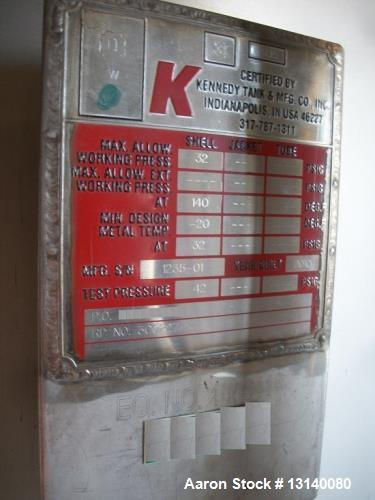 W
K
CERTIFIED BY
KENNEDY TANK & MFG. CO., INC.
INDIANAPOLIS, IN USA 46227
317-787-1311
SHELL JACKET TUBE
MAX. ALLOW WORKING PRESS 32 --- --- PSIG
MAX. ALLOW EXT WORKING PRESS --- --- --- PSIG
AT 140 --- --- DEG.F
MIN DESIGN METAL TEMP -20 --- --- DEG.F
AT 32 --- --- PSIG
MFG S/N 1235-01 YEAR BUILT
TEST PRESSURE 42 --- --- PSIG
P.O.
EQ. NO.
Aaron Stock # 13140080